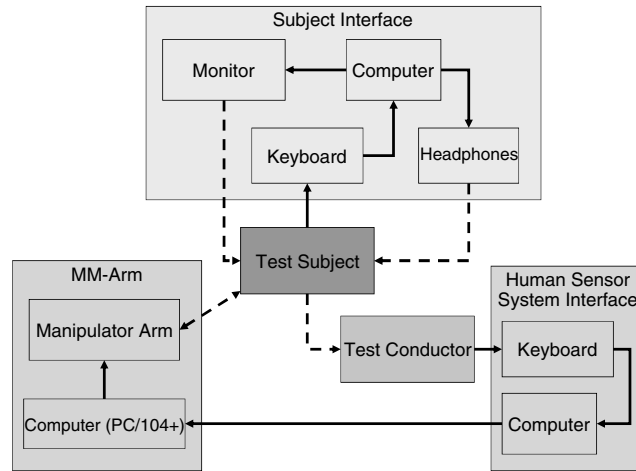 Subject Interface
Monitor
Computer
Keyboard
Headphones
Test Subject
MM-Arm
Manipulator Arm
Computer (PC/104+)
Test Conductor
Human Sensor
System Interface
Keyboard
Computer